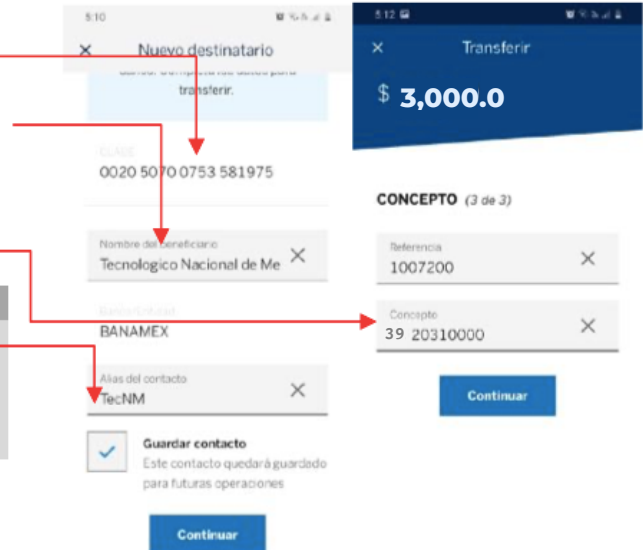 5:10
Nuevo destinatario
transferir.
CLABE
0020 5070 0753 581975
Nombre del beneficiario
Tecnologico Nacional de Me
BANAMEX
Alias del contacto
TecNM
Guardar contacto
Este contacto quedará guardado
para futuras operaciones
Continuar
5:12
Transferir
$ 3,000.0
CONCEPTO (3 de 3)
Referencia
1007200
Concepto
39 20310000
Continuar